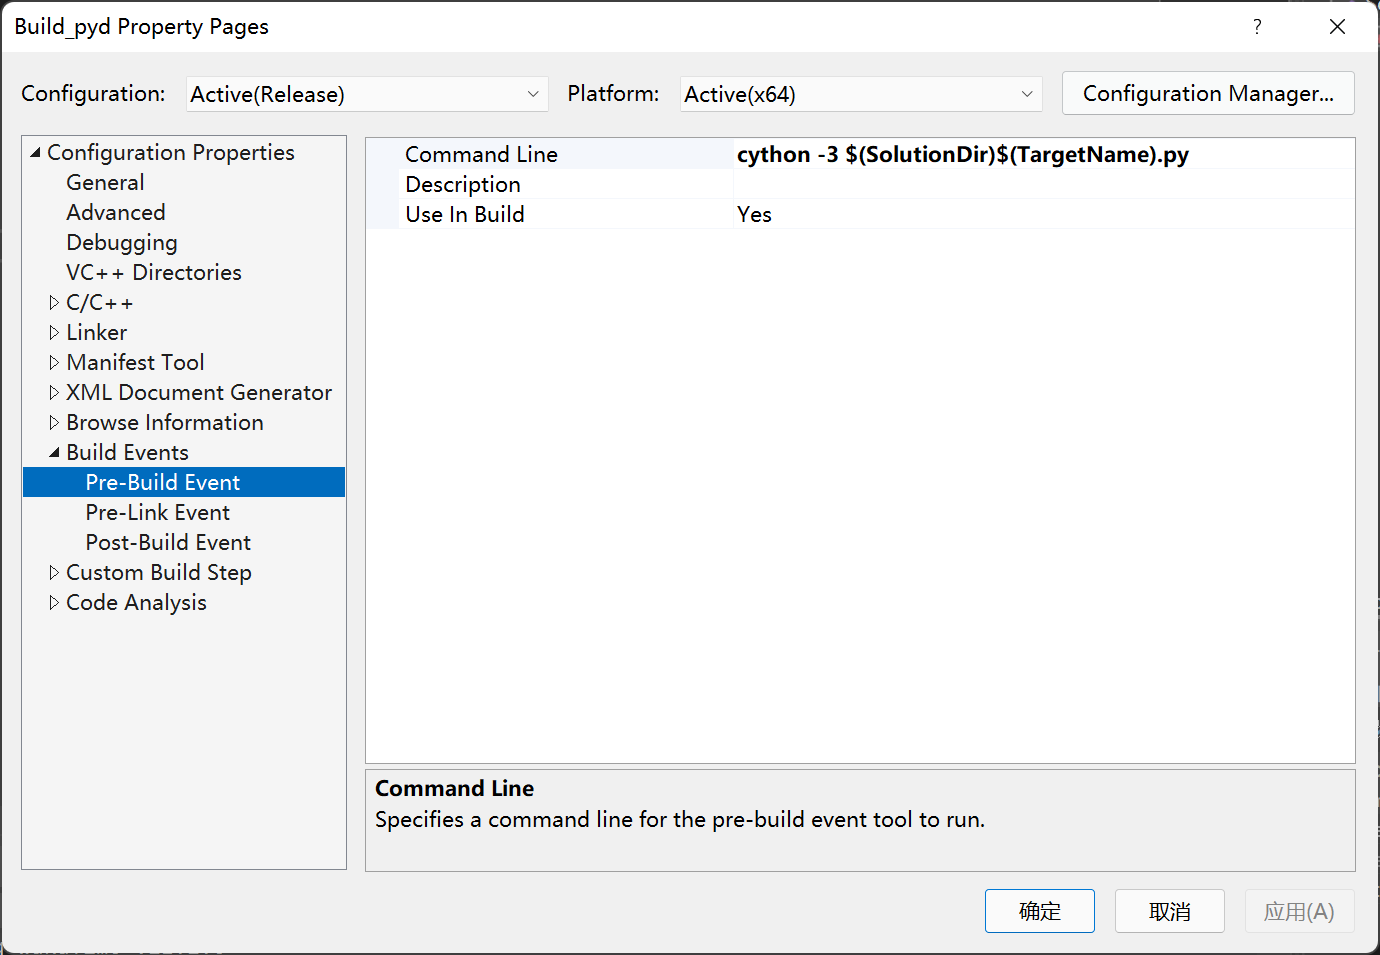 Build_pyd Property Pages
?
Configuration: Active(Release) Platform: Active(x64) Configuration Manager...
Configuration Properties
General
Advanced
Debugging
VC++ Directories
C/C++
Linker
Manifest Tool
XML Document Generator
Browse Information
Build Events
Pre-Build Event
Pre-Link Event
Post-Build Event
Custom Build Step
Code Analysis
Command Line cython -3 $(SolutionDir)$(TargetName).py
Description
Use In Build Yes
Command Line
Specifies a command line for the pre-build event tool to run.
确定 取消 应用(A)